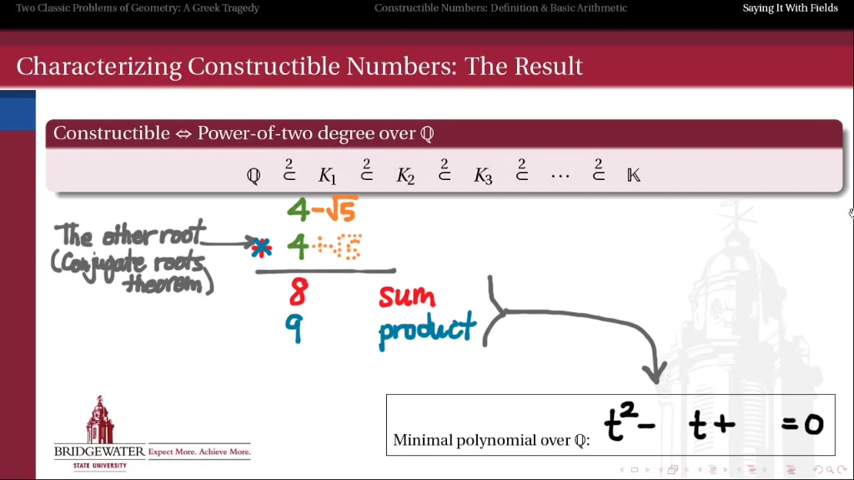 Two Classic Problems of Geometry: A Greek Tragedy
Constructible Numbers: Definition & Basic Arithmetic
Saying It With Fields
Characterizing Constructible Numbers: The Result
Constructible ⇔ Power-of-two degree over ℚ
ℚ ⊂² K₁ ⊂² K₂ ⊂² K₃ ⊂² ⋯ ⊂² 𝕂
4-√5
The other root
(Conjugate roots
theorem)
* 4+√5
8 sum
9 product
BRIDGEWATER
STATE UNIVERSITY
Expect More. Achieve More.
Minimal polynomial over ℚ: t²- t+ =0